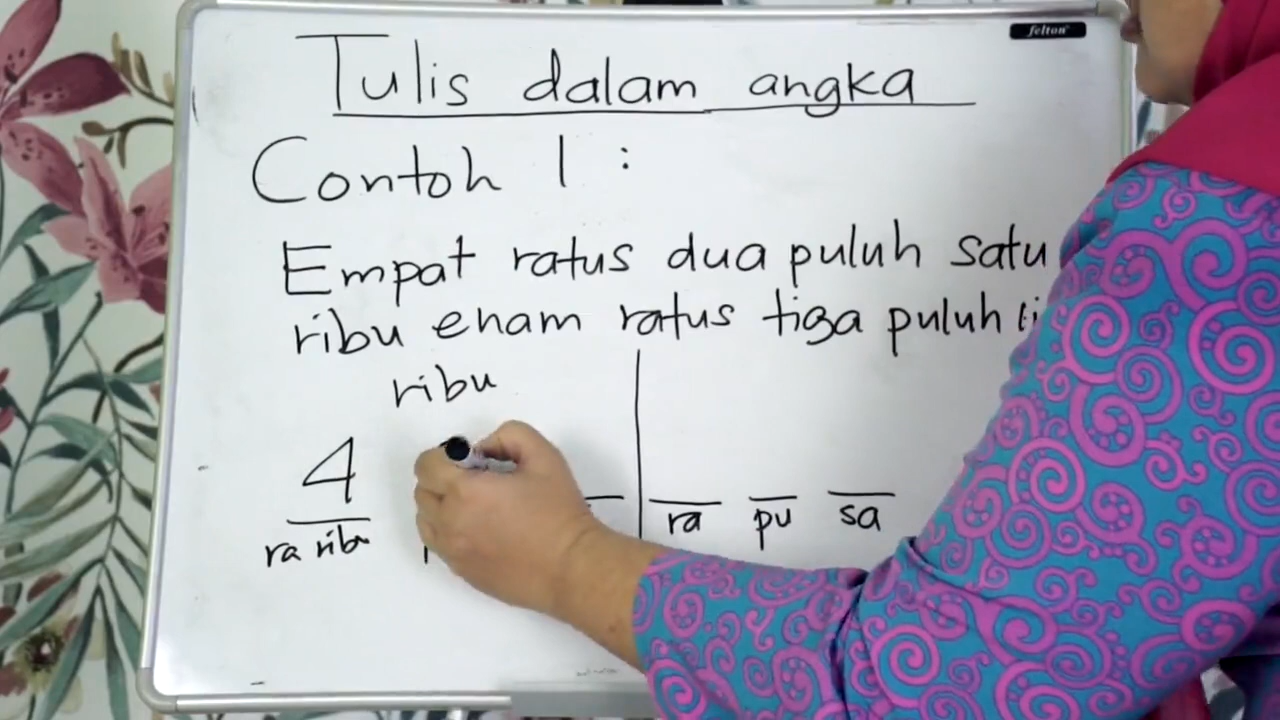 felton
Tulis dalam angka
Contoh 1 :
Empat ratus dua puluh satu
ribu enam ratus tiga puluh
ribu
4
ra ribu ra pu sa